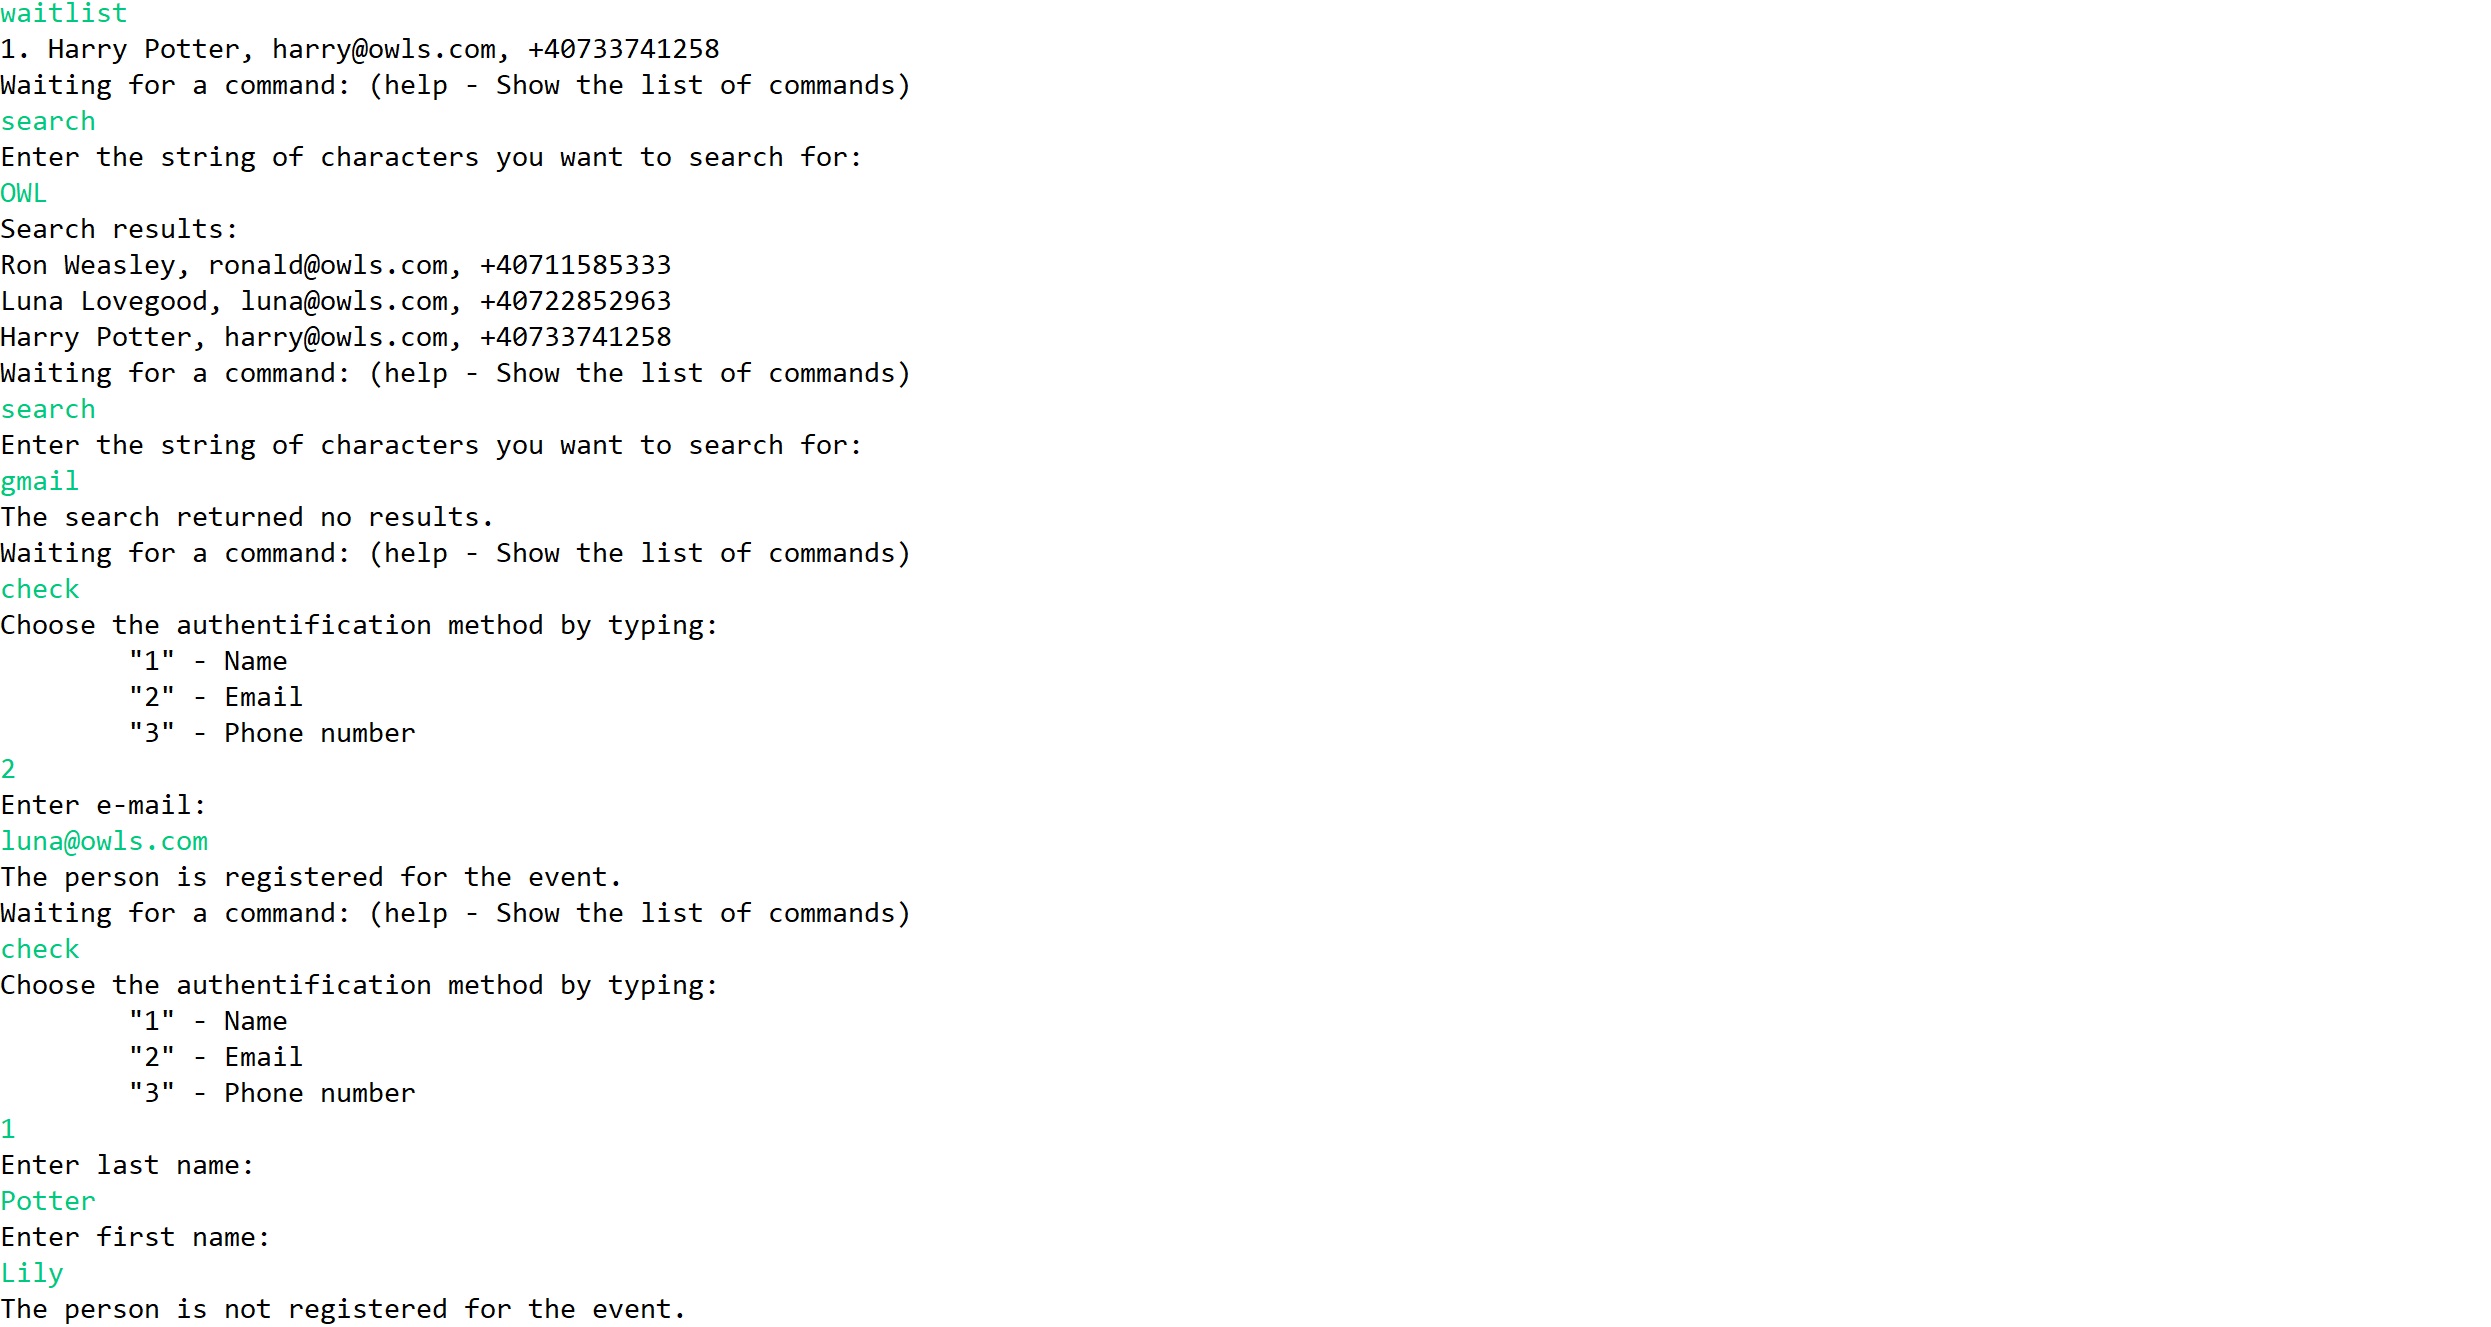 waitlist
1. Harry Potter, harry@owls.com, +40733741258
Waiting for a command: (help - Show the list of commands)
search
Enter the string of characters you want to search for:
OWL
Search results:
Ron Weasley, ronald@owls.com, +40711585333
Luna Lovegood, luna@owls.com, +40722852963
Harry Potter, harry@owls.com, +40733741258
Waiting for a command: (help - Show the list of commands)
search
Enter the string of characters you want to search for:
gmail
The search returned no results.
Waiting for a command: (help - Show the list of commands)
check
Choose the authentification method by typing:
"1" - Name
"2" - Email
"3" - Phone number
2
Enter e-mail:
luna@owls.com
The person is registered for the event.
Waiting for a command: (help - Show the list of commands)
check
Choose the authentification method by typing:
"1" - Name
"2" - Email
"3" - Phone number
1
Enter last name:
Potter
Enter first name:
Lily
The person is not registered for the event.